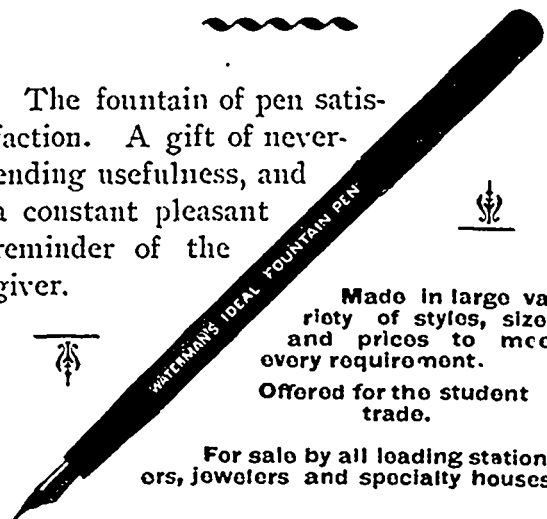 The fountain of pen satis-
faction. A gift of never-
ending usefulness, and
a constant pleasant
reminder of the
giver.
WATERMAN'S IDEAL FOUNTAIN PEN
Made in large va
riety of styles, size
and prices to mee
every requirement.
Offered for the student
trade.
For sale by all leading station
ers, jewelers and specialty houses